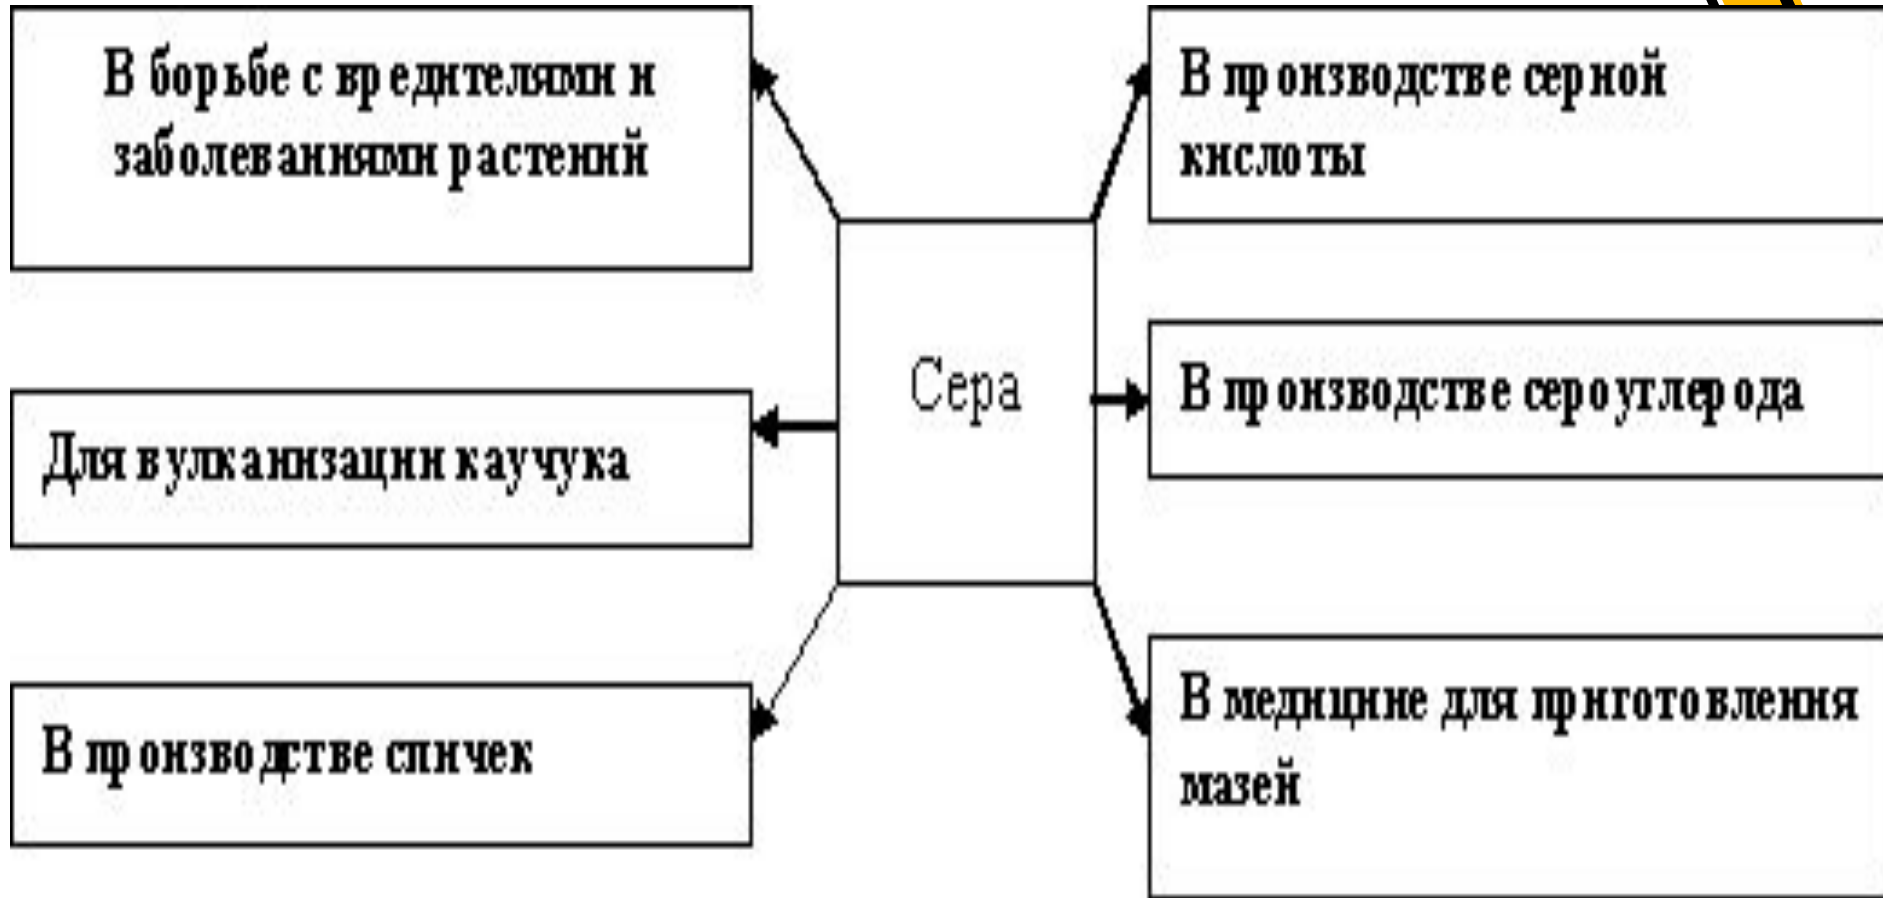 В борьбе с вредителями и
заболеваниями растений
Для вулканизации каучука
В производстве спичек
Сера
В производстве серной
кислоты
В производстве сероуглерода
В медицине для приготовления
мазей